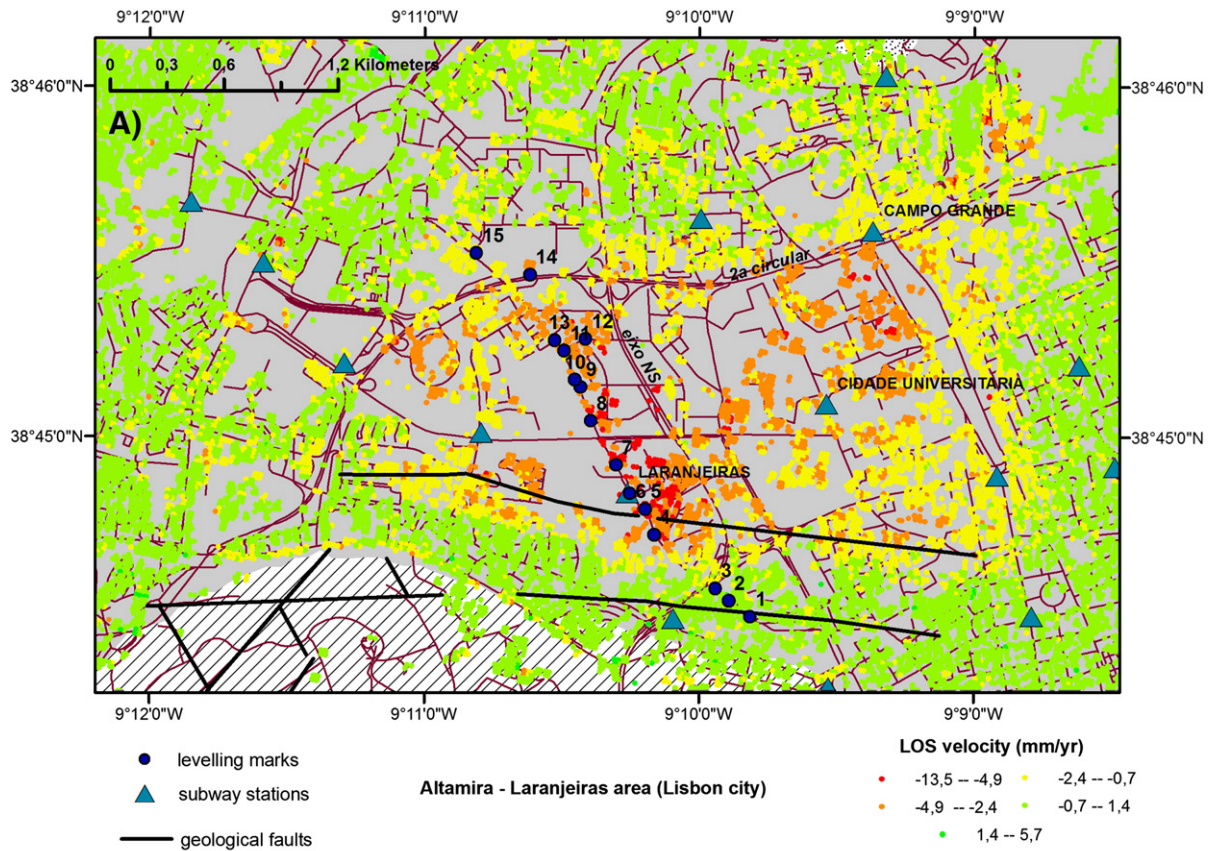 9°12'0"W 9°11'0"W 9°10'0"W 9°9'0"W
0 0,3 0,6 1,2 Kilometers
38°46'0"N 38°46'0"N
A)
CAMPO GRANDE
15
14
2a circular
13 11 12
eixo NS
10 9
CIDADE UNIVERSITARIA
8
38°45'0"N 38°45'0"N
7
LARANJEIRAS
6 5
4
3
2
1
9°12'0"W 9°11'0"W 9°10'0"W 9°9'0"W
levelling marks
subway stations
geological faults
Altamira - Laranjeiras area (Lisbon city)
LOS velocity (mm/yr)
-13,5 -- -4,9 -2,4 -- -0,7
-4,9 -- -2,4 -0,7 -- 1,4
1,4 -- 5,7